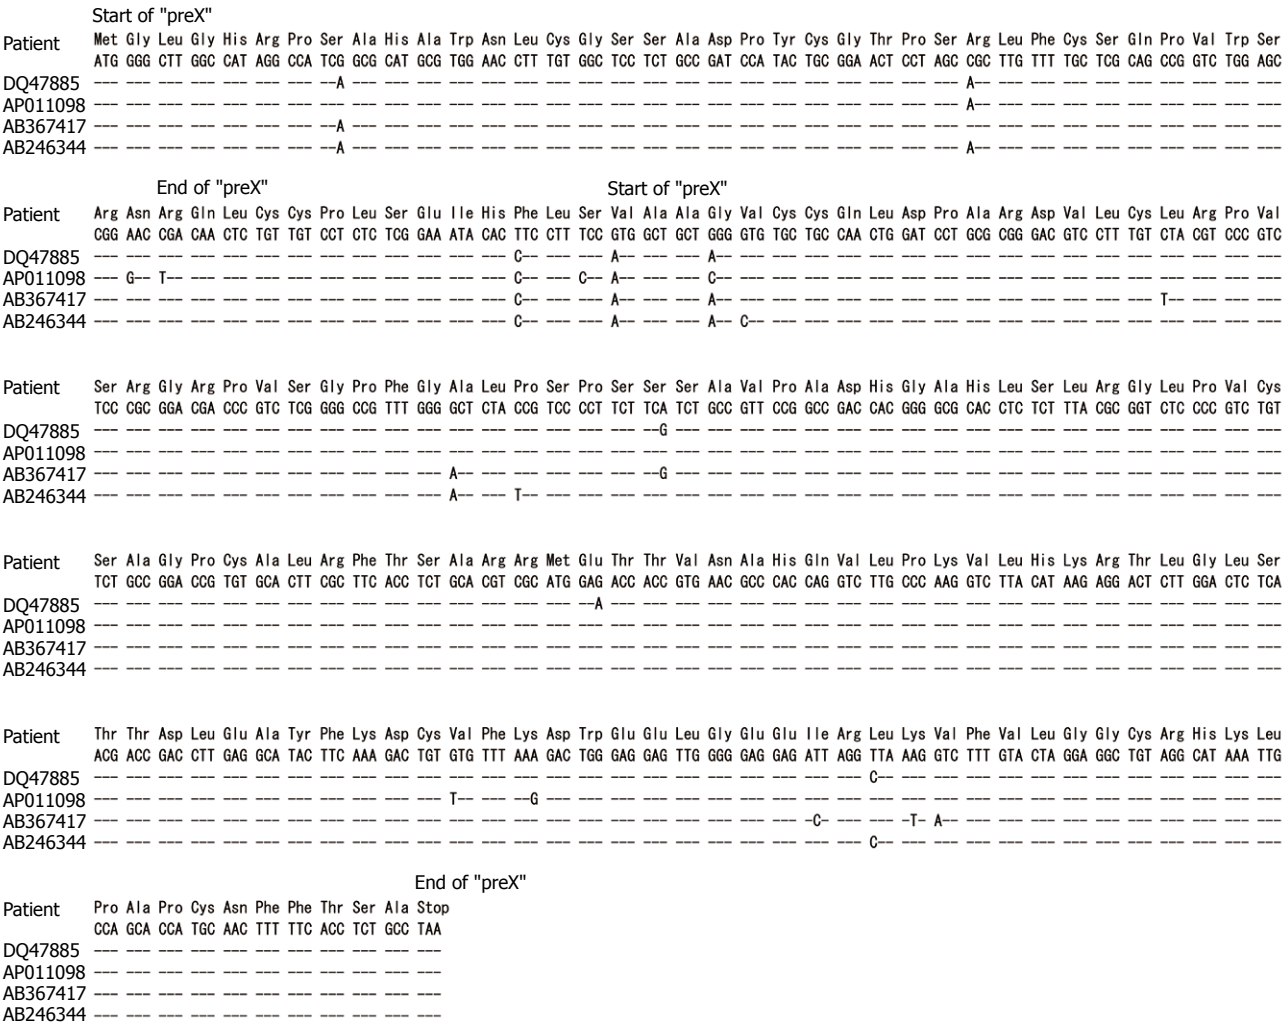 Start of "preX"
Patient Met Gly Leu Gly His Arg Pro Ser Ala His Ala Trp Asn Leu Cys Gly Ser Ser Ala Asp Pro Tyr Cys Gly Thr Pro Ser Arg Leu Phe Cys Ser Gln Pro Val Trp Ser
ATG GGG CTT GGC CAT AGG CCA TCG GCG CAT GCG TGG AAC CTT TGT GGC TCC TCT GCC GAT CCA TAC TGC GGA ACT CCT AGC CGC TTG TTT TGC TCG CAG CCG GTC TGG AGC
DQ47885 --- --- --- --- --- --- --- --A --- --- --- --- --- --- --- --- --- --- --- --- --- --- --- --- --- --- --- A-- --- --- --- --- --- --- --- --- ---
AP011098 --- --- --- --- --- --- --- --- --- --- --- --- --- --- --- --- --- --- --- --- --- --- --- --- --- --- --- A-- --- --- --- --- --- --- --- --- ---
AB367417 --- --- --- --- --- --- --- --A --- --- --- --- --- --- --- --- --- --- --- --- --- --- --- --- --- --- --- --- --- --- --- --- --- --- --- --- ---
AB246344 --- --- --- --- --- --- --- --A --- --- --- --- --- --- --- --- --- --- --- --- --- --- --- --- --- --- --- A-- --- --- --- --- --- --- --- --- ---
End of "preX" Start of "preX"
Patient Arg Asn Arg Gln Leu Cys Cys Pro Leu Ser Glu Ile His Phe Leu Ser Val Ala Ala Gly Val Cys Cys Gln Leu Asp Pro Ala Arg Asp Val Leu Cys Leu Arg Pro Val
CGG AAC CGA CAA CTC TGT TGT CCT CTC TCG GAA ATA CAC TTC CTT TCC GTG GCT GCT GGG GTG TGC TGC CAA CTG GAT CCT GCG CGG GAC GTC CTT TGT CTA CGT CCC GTC
DQ47885 --- --- --- --- --- --- --- --- --- --- --- --- --- C-- --- --- A-- --- --- A-- --- --- --- --- --- --- --- --- --- --- --- --- --- --- --- --- ---
AP011098 --- G-- T-- --- --- --- --- --- --- --- --- --- --- C-- --- C-- A-- --- --- C-- --- --- --- --- --- --- --- --- --- --- --- --- --- --- --- --- ---
AB367417 --- --- --- --- --- --- --- --- --- --- --- --- --- C-- --- --- A-- --- --- A-- --- --- --- --- --- --- --- --- --- --- --- --- --- T-- --- --- ---
AB246344 --- --- --- --- --- --- --- --- --- --- --- --- --- C-- --- --- A-- --- --- A-- C-- --- --- --- --- --- --- --- --- --- --- --- --- --- --- --- ---
Patient Ser Arg Gly Arg Pro Val Ser Gly Pro Phe Gly Ala Leu Pro Ser Pro Ser Ser Ser Ala Val Pro Ala Asp His Gly Ala His Leu Ser Leu Arg Gly Leu Pro Val Cys
TCC CGC GGA CGA CCC GTC TCG GGG CCG TTT GGG GCT CTA CCG TCC CCT TCT TCA TCT GCC GTT CCG GCC GAC CAC GGG GCG CAC CTC TCT TTA CGC GGT CTC CCC GTC TGT
DQ47885 --- --- --- --- --- --- --- --- --- --- --- --- --- --- --- --- --- --G --- --- --- --- --- --- --- --- --- --- --- --- --- --- --- --- --- --- ---
AP011098 --- --- --- --- --- --- --- --- --- --- --- --- --- --- --- --- --- --- --- --- --- --- --- --- --- --- --- --- --- --- --- --- --- --- --- --- ---
AB367417 --- --- --- --- --- --- --- --- --- --- --- A-- --- --- --- --- --- --G --- --- --- --- --- --- --- --- --- --- --- --- --- --- --- --- --- --- ---
AB246344 --- --- --- --- --- --- --- --- --- --- --- A-- --- T-- --- --- --- --- --- --- --- --- --- --- --- --- --- --- --- --- --- --- --- --- --- --- ---
Patient Ser Ala Gly Pro Cys Ala Leu Arg Phe Thr Ser Ala Arg Arg Met Glu Thr Thr Val Asn Ala His Gln Val Leu Pro Lys Val Leu His Lys Arg Thr Leu Gly Leu Ser
TCT GCC GGA CCG TGT GCA CTT CGC TTC ACC TCT GCA CGT CGC ATG GAG ACC ACC GTG AAC GCC CAC CAG GTC TTG CCC AAG GTC TTA CAT AAG AGG ACT CTT GGA CTC TCA
DQ47885 --- --- --- --- --- --- --- --- --- --- --- --- --- --- --- --A --- --- --- --- --- --- --- --- --- --- --- --- --- --- --- --- --- --- --- --- ---
AP011098 --- --- --- --- --- --- --- --- --- --- --- --- --- --- --- --- --- --- --- --- --- --- --- --- --- --- --- --- --- --- --- --- --- --- --- --- ---
AB367417 --- --- --- --- --- --- --- --- --- --- --- --- --- --- --- --- --- --- --- --- --- --- --- --- --- --- --- --- --- --- --- --- --- --- --- --- ---
AB246344 --- --- --- --- --- --- --- --- --- --- --- --- --- --- --- --- --- --- --- --- --- --- --- --- --- --- --- --- --- --- --- --- --- --- --- --- ---
Patient Thr Thr Asp Leu Glu Ala Tyr Phe Lys Asp Cys Val Phe Lys Asp Trp Glu Glu Leu Gly Glu Glu Ile Arg Leu Lys Val Phe Val Leu Gly Gly Cys Arg His Lys Leu
ACG ACC GAC CTT GAG GCA TAC TTC AAA GAC TGT GTG TTT AAA GAC TGG GAG GAG TTG GGG GAG GAG ATT AGG TTA AAG GTC TTT GTA CTA GGA GGC TGT AGG CAT AAA TTG
DQ47885 --- --- --- --- --- --- --- --- --- --- --- --- --- --- --- --- --- --- --- --- --- --- --- --- C-- --- --- --- --- --- --- --- --- --- --- --- ---
AP011098 --- --- --- --- --- --- --- --- --- --- --- T-- --- --G --- --- --- --- --- --- --- --- --- --- --- --- --- --- --- --- --- --- --- --- --- --- ---
AB367417 --- --- --- --- --- --- --- --- --- --- --- --- --- --- --- --- --- --- --- --- --- --- -C- --- --- -T- A-- --- --- --- --- --- --- --- --- --- ---
AB246344 --- --- --- --- --- --- --- --- --- --- --- --- --- --- --- --- --- --- --- --- --- --- --- --- C-- --- --- --- --- --- --- --- --- --- --- --- ---
End of "preX"
Patient Pro Ala Pro Cys Asn Phe Phe Thr Ser Ala Stop
CCA GCA CCA TGC AAC TTT TTC ACC TCT GCC TAA
DQ47885 --- --- --- --- --- --- --- --- --- --- ---
AP011098 --- --- --- --- --- --- --- --- --- --- ---
AB367417 --- --- --- --- --- --- --- --- --- --- ---
AB246344 --- --- --- --- --- --- --- --- --- --- ---